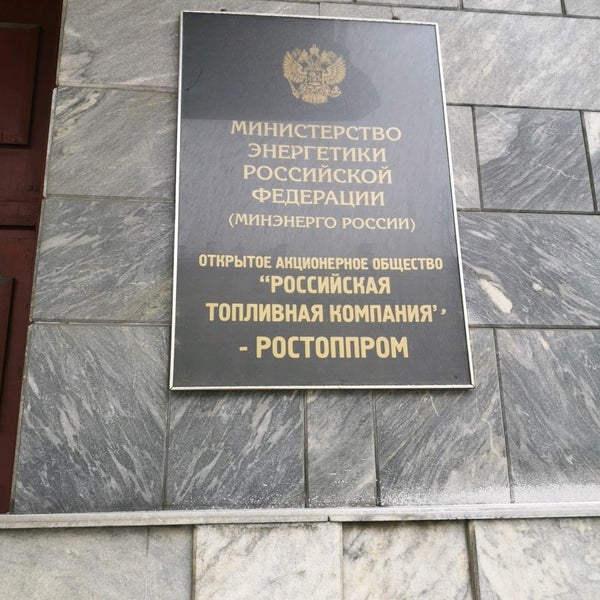 МИНИСТЕРСТВО
ЭНЕРГЕТИКИ
РОССИЙСКОЙ
ФЕДЕРАЦИИ
(МИНЭНЕРГО РОССИИ)
ОТКРЫТОЕ АКЦИОНЕРНОЕ ОБЩЕСТВО
“РОССИЙСКАЯ
ТОПЛИВНАЯ КОМПАНИЯ”
- РОСТОППРОМ